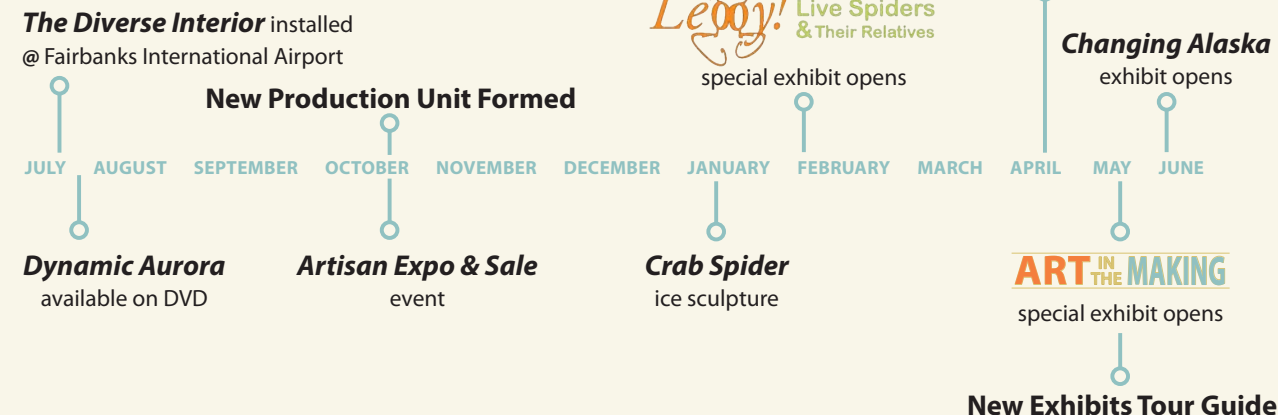 The Diverse Interior installed
@ Fairbanks International Airport
New Production Unit Formed
Leggy! Live Spiders
& Their Relatives
special exhibit opens
Changing Alaska
exhibit opens
JULY AUGUST SEPTEMBER OCTOBER NOVEMBER DECEMBER JANUARY FEBRUARY MARCH APRIL MAY JUNE
Dynamic Aurora
available on DVD
Artisan Expo & Sale
event
Crab Spider
ice sculpture
ART IN THE MAKING
special exhibit opens
New Exhibits Tour Guide